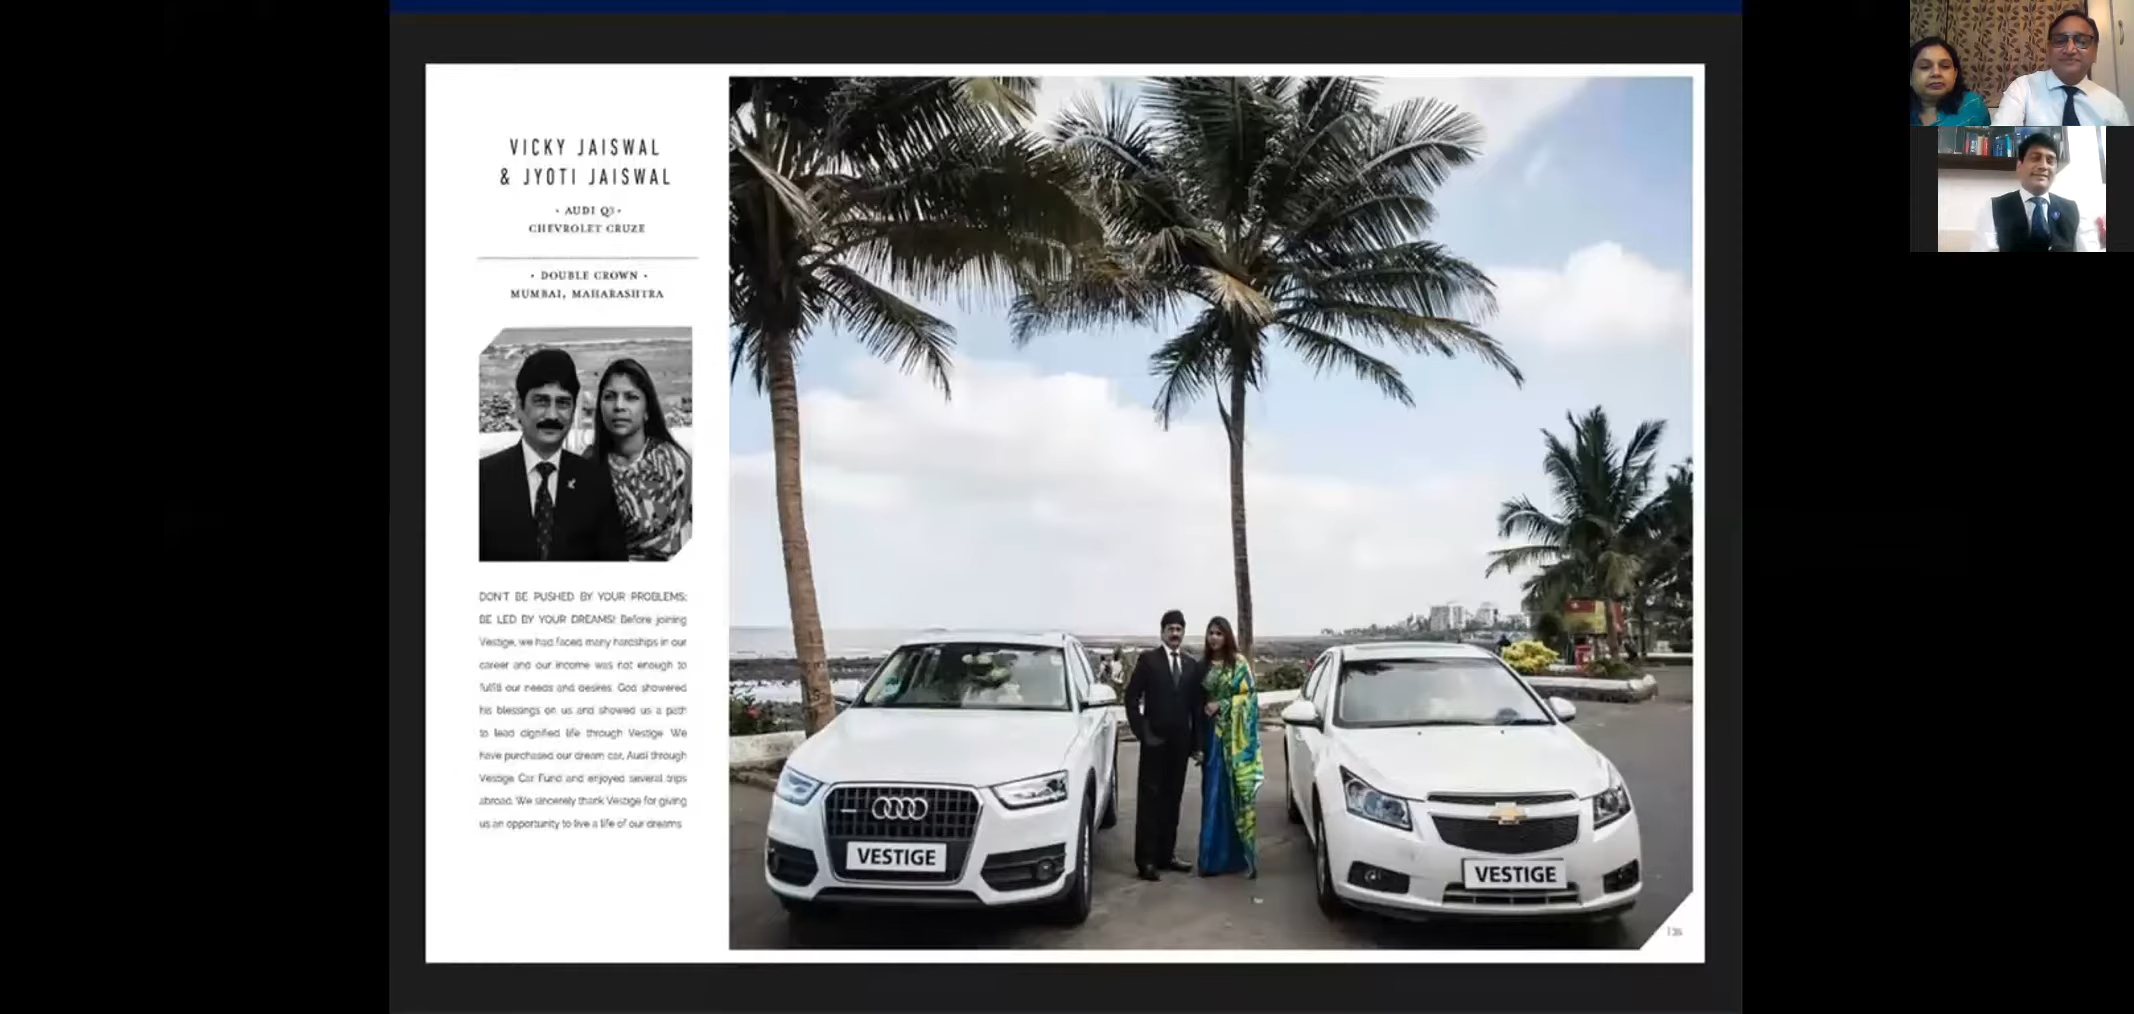 VICKY JAISWAL
& JYOTI JAISWAL
• AUDI Q3 •
CHEVROLET CRUZE
• DOUBLE CROWN •
MUMBAI, MAHARASHTRA
DON'T BE PUSHED BY YOUR PROBLEMS;
BE LED BY YOUR DREAMS! Before joining
Vestige, we had faced many hardships in our
career and our income was not enough to
fulfill our needs and desires. God showered
his blessings on us and showed us a path
to lead dignified life through Vestige. We
have purchased our dream car, Audi through
Vestige Car Fund and enjoyed several trips
abroad. We sincerely thank Vestige for giving
us an opportunity to live a life of our dreams
VESTIGE
VESTIGE